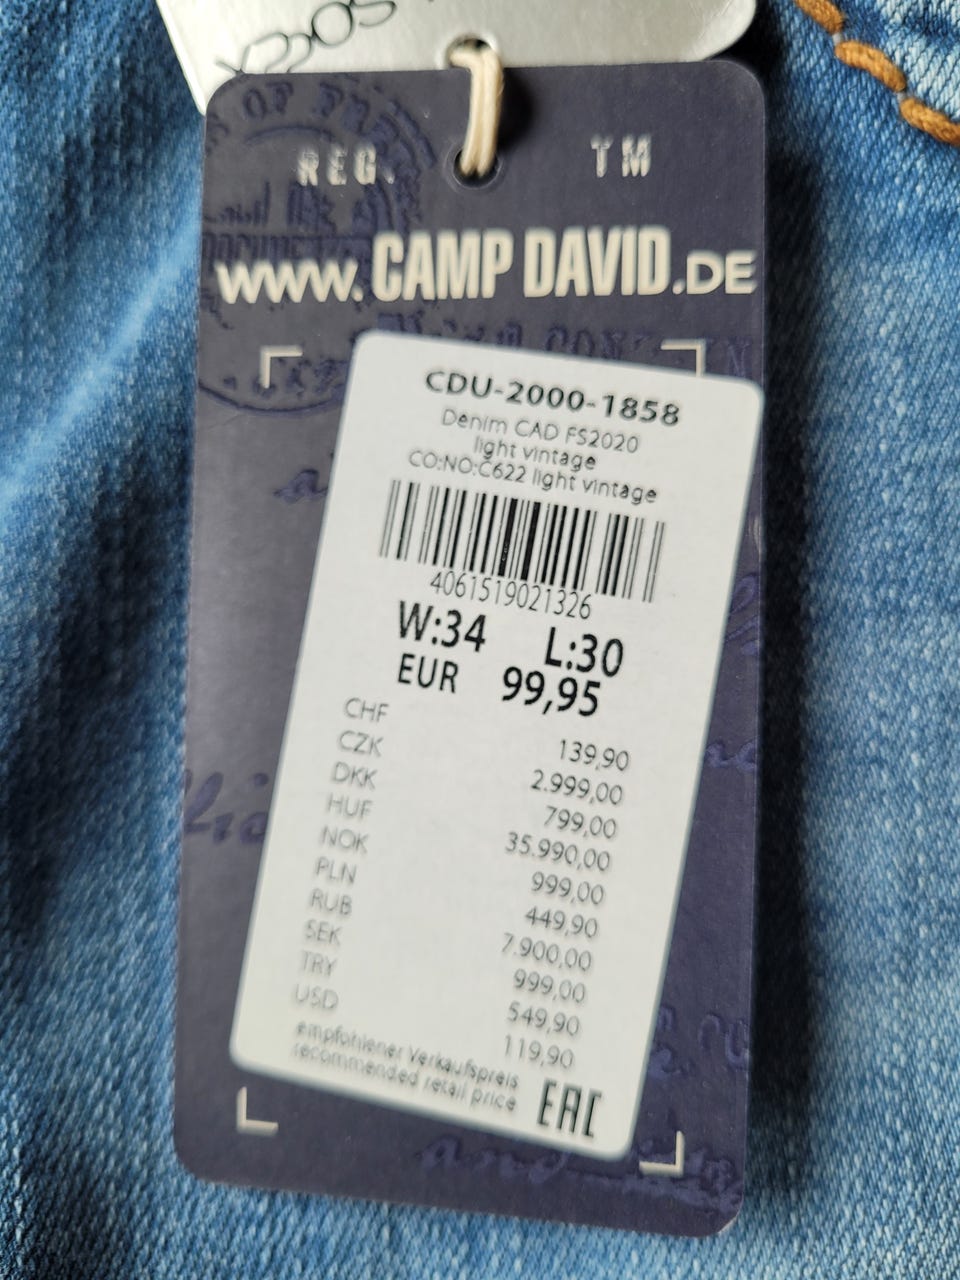 REG. TM
WWW.CAMP DAVID.DE
CDU-2000-1858
Denim CAD FS2020
light vintage
CO:NO:C622 light vintage
4061519021326
W:34 L:30
EUR 99,95
CHF 139,90
CZK 2.999,00
DKK 799,00
HUF 35.990,00
NOK 999,00
PLN 449,90
RUB 7.900,00
SEK 999,00
TRY 549,90
USD 119,90
empfohlener Verkaufspreis
recommended retail price
EAC